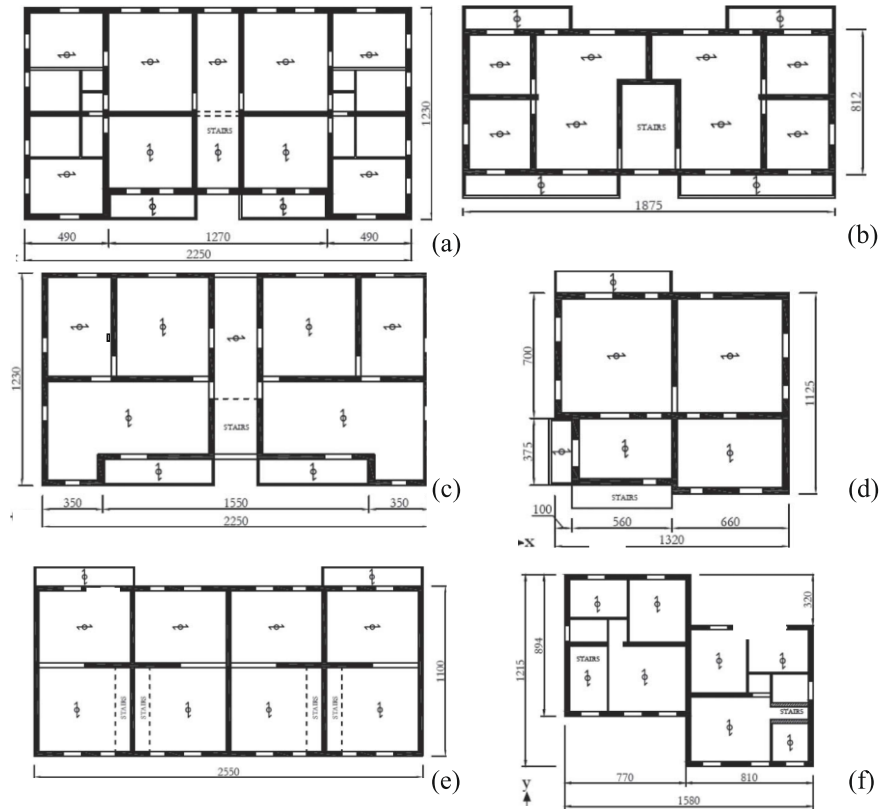 STAIRS
1230
490
1270
490
2250
(a)
STAIRS
812
1875
(b)
1230
STAIRS
350
1550
350
2250
(c)
700
375
1125
STAIRS
100
560
660
x
1320
(d)
STAIRS
STAIRS
STAIRS
STAIRS
1100
2550
(e)
1215
894
320
STAIRS
STAIRS
770
810
y
1580
(f)